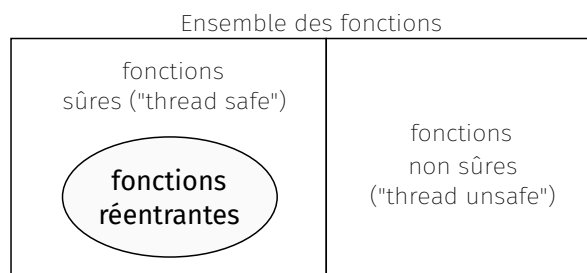 Ensemble des fonctions
fonctions
sûres ("thread safe")
fonctions
réentrantes
fonctions
non sûres
("thread unsafe")